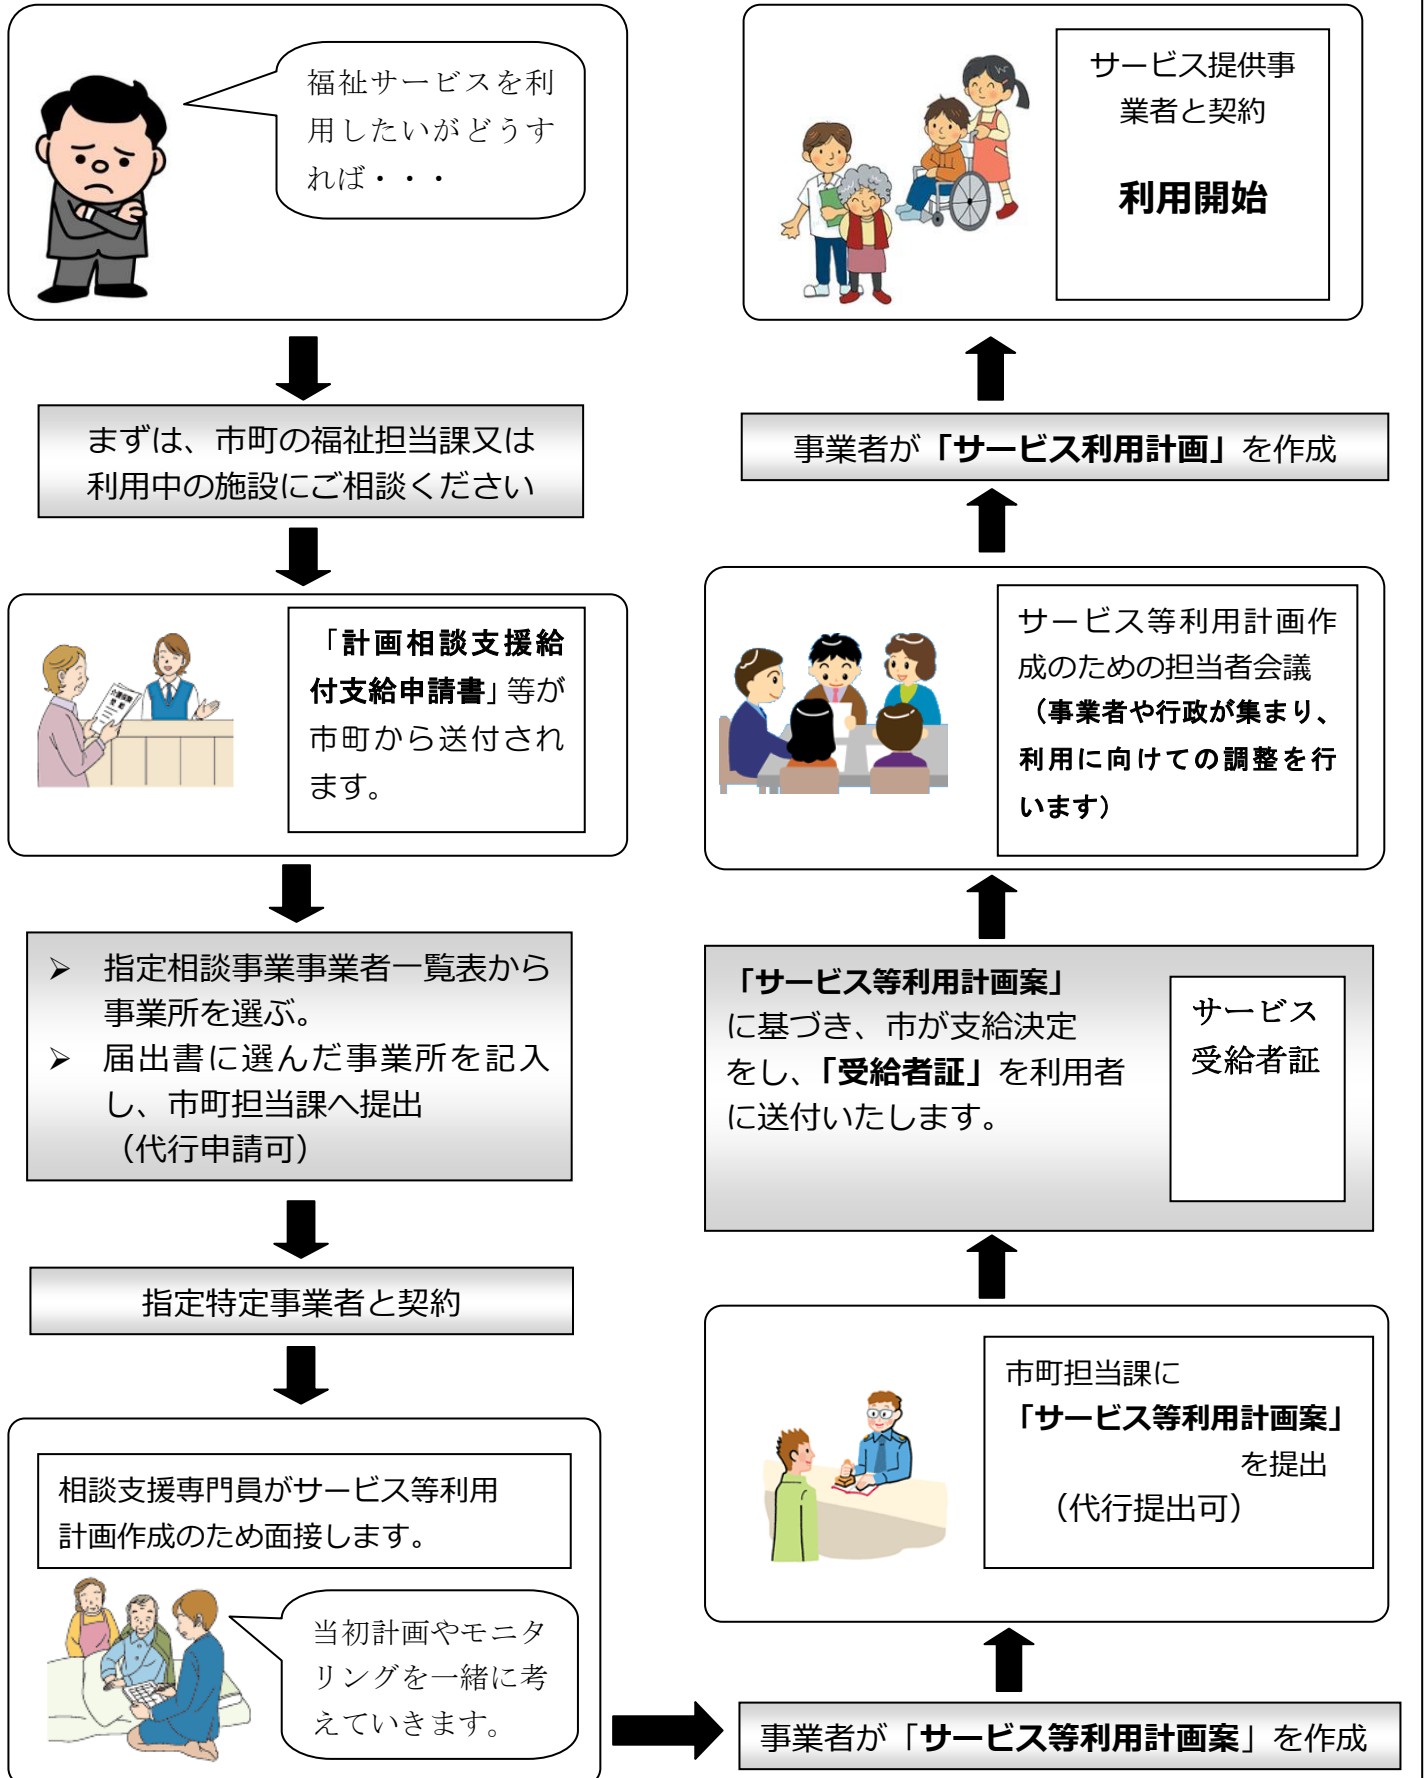 福祉サービスを利
用したいがどうす
れば・・・
まずは、市町の福祉担当課又は
利用中の施設にご相談ください
「計画相談支援給
付支給申請書」等が
市町から送付され
ます。
➢ 指定相談事業事業者一覧表から
事業所を選ぶ。
➢ 届出書に選んだ事業所を記入
し、市町担当課へ提出
（代行申請可）
指定特定事業者と契約
相談支援専門員がサービス等利用
計画作成のため面接します。
当初計画やモニタ
リングを一緒に考
えていきます。
事業者が「サービス等利用計画案」を作成
市町担当課に
「サービス等利用計画案」
を提出
（代行提出可）
「サービス等利用計画案」
に基づき、市が支給決定
をし、「受給者証」を利用者
に送付いたします。
サービス
受給者証
サービス等利用計画作
成のための担当者会議
（事業者や行政が集まり、
利用に向けての調整を行
います）
事業者が「サービス利用計画」を作成
サービス提供事
業者と契約
利用開始